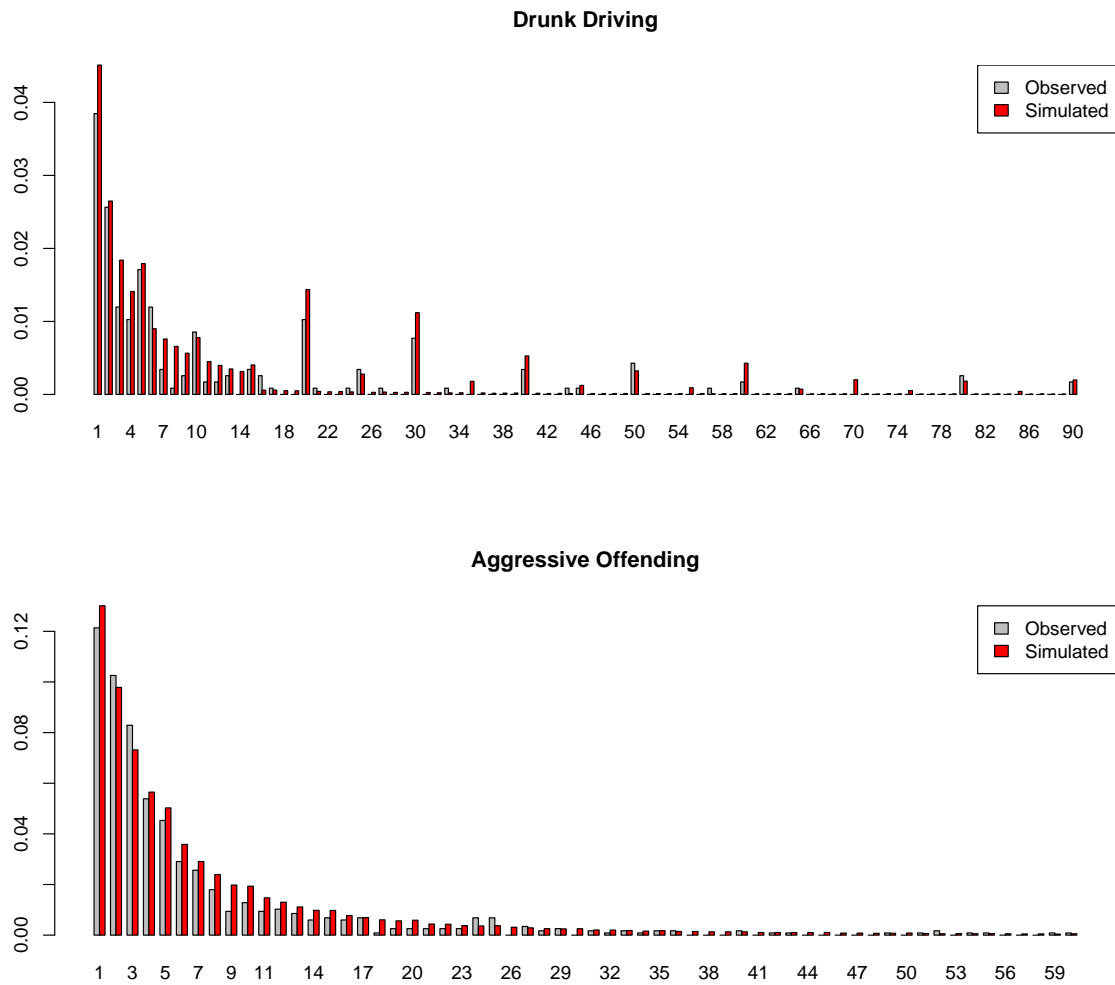 Drunk Driving
Observed
Simulated
0.04
0.03
0.02
0.01
0.00
1 4 7 10 14 18 22 26 30 34 38 42 46 50 54 58 62 66 70 74 78 82 86 90
Aggressive Offending
Observed
Simulated
0.12
0.08
0.04
0.00
1 3 5 7 9 11 14 17 20 23 26 29 32 35 38 41 44 47 50 53 56 59